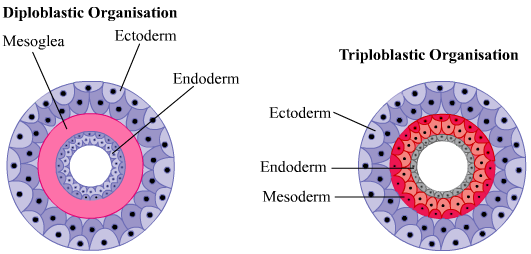 Diploblastic Organisation
Mesoglea
Ectoderm
Endoderm
Triploblastic Organisation
Ectoderm
Endoderm
Mesoderm